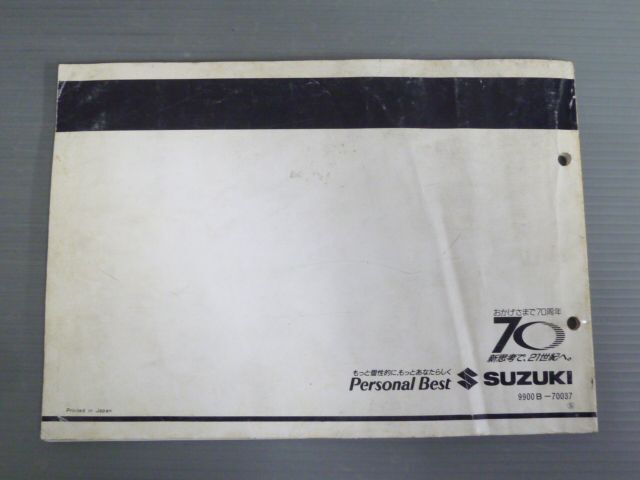 おかげさまで70周年
70
新思考で、21世紀へ。
もっと個性的に、もっとあなたらしく
Personal Best SUZUKI
9900B-70037
Printed in Japan